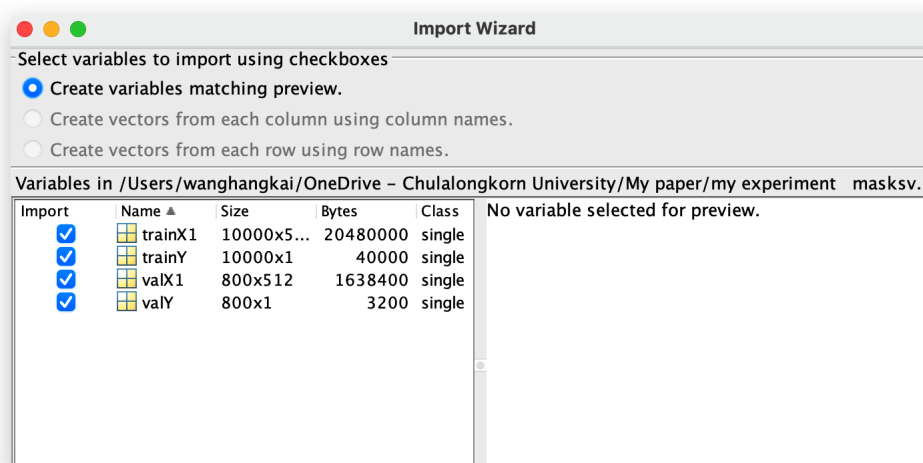 Import Wizard
Select variables to import using checkboxes
Create variables matching preview.
Create vectors from each column using column names.
Create vectors from each row using row names.
Variables in /Users/wanghangkai/OneDrive – Chulalongkorn University/My paper/my experiment masksv.
Import Name Size Bytes Class No variable selected for preview.
trainX1 10000x5... 20480000 single
trainY 10000x1 40000 single
valX1 800x512 1638400 single
valY 800x1 3200 single